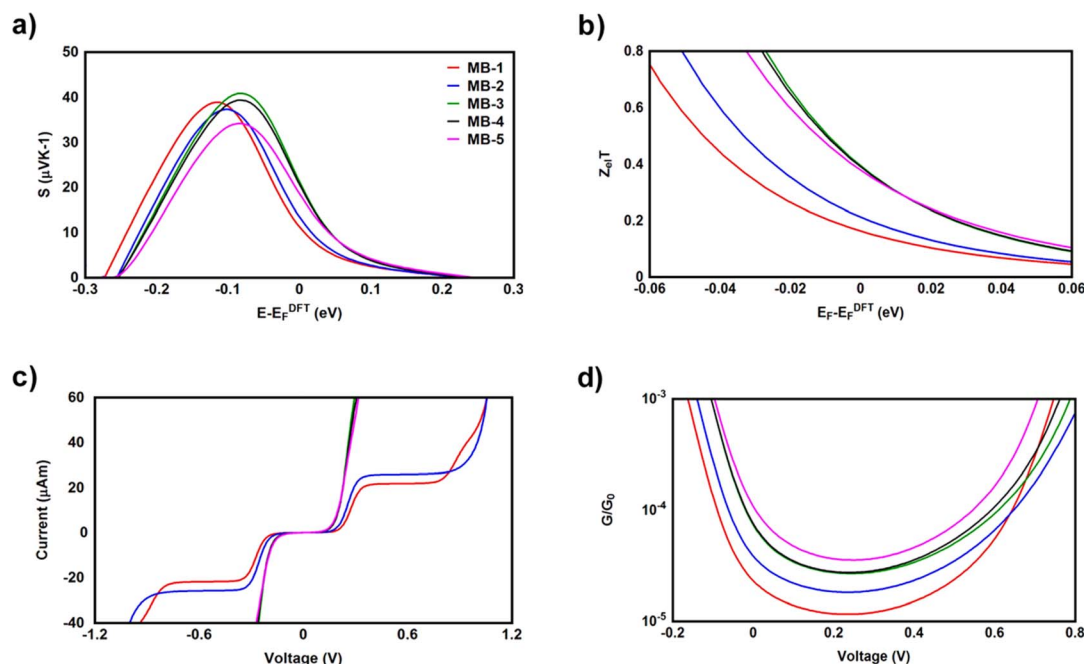 a)
50
40
30
20
10
0
S (μVK-1)
-0.3 -0.2 -0.1 0 0.1 0.2 0.3
E-E_F^DFT (eV)
MB-1
MB-2
MB-3
MB-4
MB-5
b)
0.8
0.6
0.4
0.2
0
Z_elT
-0.06 -0.04 -0.02 0 0.02 0.04 0.06
E_F-E_F^DFT (eV)
c)
60
40
20
0
-20
-40
Current (μAm)
-1.2 -0.6 0 0.6 1.2
Voltage (V)
d)
10^-3
10^-4
10^-5
G/G_0
-0.2 0 0.2 0.4 0.6 0.8
Voltage (V)